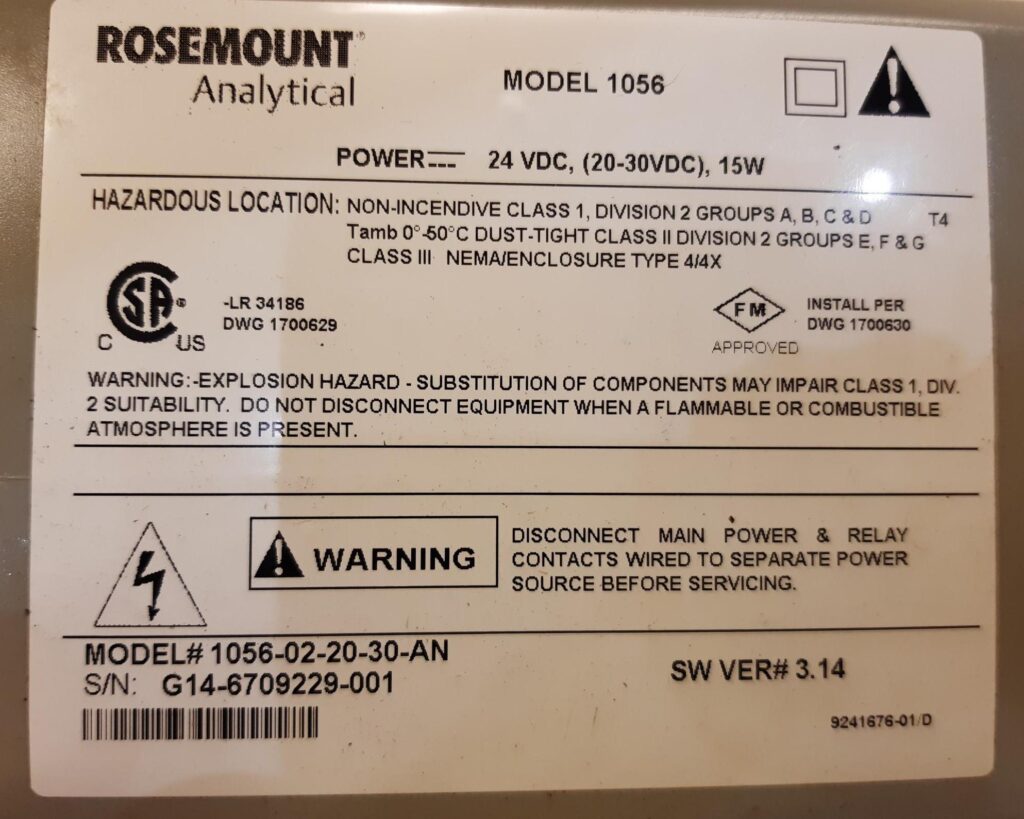 ROSEMOUNT®
Analytical
MODEL 1056
POWER 24 VDC, (20-30VDC), 15W
HAZARDOUS LOCATION: NON-INCENDIVE CLASS 1, DIVISION 2 GROUPS A, B, C & D T4
Tamb 0°-50°C DUST-TIGHT CLASS II DIVISION 2 GROUPS E, F & G
CLASS III NEMA/ENCLOSURE TYPE 4/4X
SA®
C US
-LR 34186
DWG 1700629
FM
APPROVED
INSTALL PER
DWG 1700630
WARNING:-EXPLOSION HAZARD - SUBSTITUTION OF COMPONENTS MAY IMPAIR CLASS 1, DIV.
2 SUITABILITY. DO NOT DISCONNECT EQUIPMENT WHEN A FLAMMABLE OR COMBUSTIBLE
ATMOSPHERE IS PRESENT.
WARNING
DISCONNECT MAIN POWER & RELAY
CONTACTS WIRED TO SEPARATE POWER
SOURCE BEFORE SERVICING.
MODEL# 1056-02-20-30-AN
S/N: G14-6709229-001
SW VER# 3.14
9241676-01/D